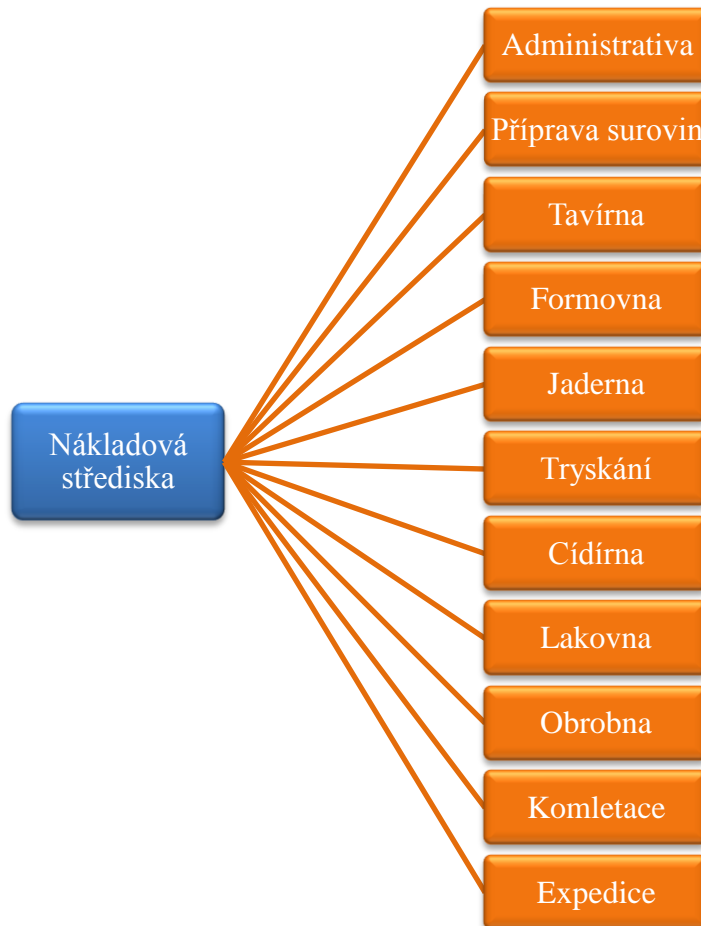 Administrativa
Příprava surovin
Tavírna
Formovna
Jaderna
Nákladová
střediska
Tryskání
Cídírna
Lakovna
Obrobna
Komletace
Expedice